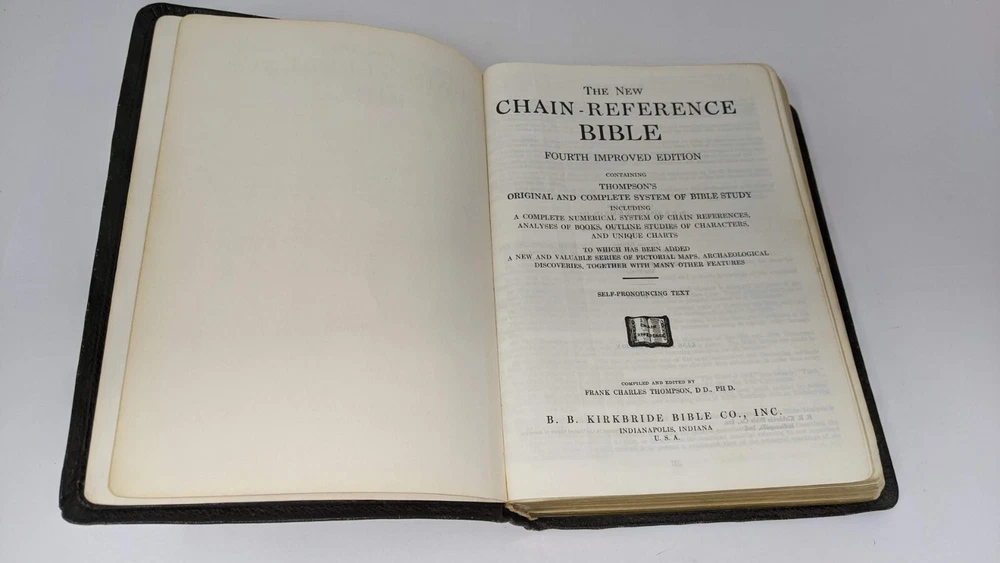 THE NEW
CHAIN-REFERENCE
BIBLE
FOURTH IMPROVED EDITION
CONTAINING
THOMPSON'S
ORIGINAL AND COMPLETE SYSTEM OF BIBLE STUDY
INCLUDING
A COMPLETE NUMERICAL SYSTEM OF CHAIN REFERENCES,
ANALYSES OF BOOKS, OUTLINE STUDIES OF CHARACTERS,
AND UNIQUE CHARTS
TO WHICH HAS BEEN ADDED
A NEW AND VALUABLE SERIES OF PICTORIAL MAPS, ARCHAEOLOGICAL
DISCOVERIES, TOGETHER WITH MANY OTHER FEATURES
SELF-PRONOUNCING TEXT
CHAIN
REFERENCE
COMPILED AND EDITED BY
FRANK CHARLES THOMPSON, D D., PH D.
B. B. KIRKBRIDE BIBLE CO., INC.
INDIANAPOLIS, INDIANA
U. S. A.